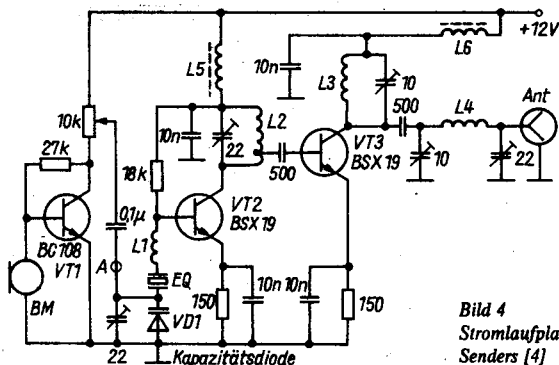 +12V
L6
L5
10n
L3
10
Ant
500
L4
10k
L2
27k
10n
22
VT3
BSX 19
10
22
18k
500
VT2
BSX 19
0,1µ
L1
BC108
VT1
A
EQ
BM
150
10n
10n
150
VD1
22
Kapazitätsdiode
Bild 4
Stromlaufpla
Senders [4]